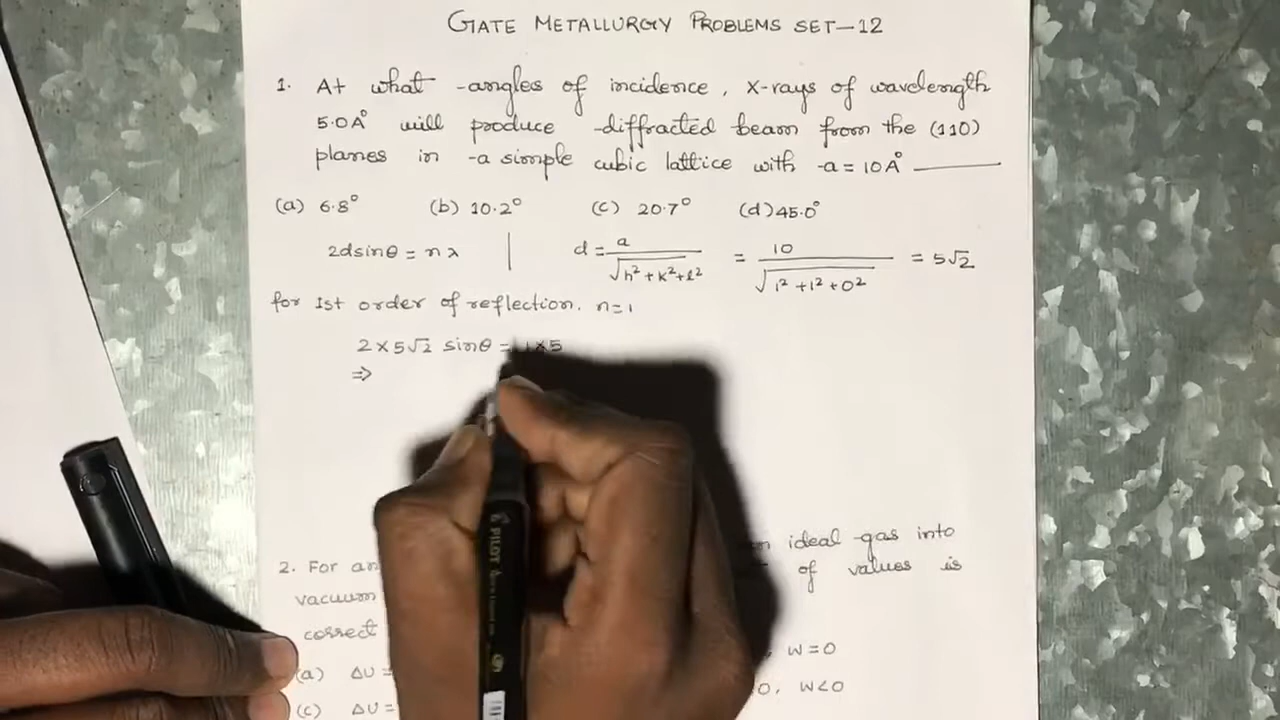 GATE METALLURGY PROBLEMS SET-12
1. At what angles of incidence, X-rays of wavelength
5.0A° will produce diffracted beam from the (110)
planes in a simple cubic lattice with a = 10A° ______
(a) 6.8° (b) 10.2° (c) 20.7° (d) 45.0°
2dsinθ = nλ | d = a/√(h²+k²+l²) = 10/√(1²+1²+0²) = 5√2
for 1st order of reflection. n=1
2×5√2 sinθ = 1×5
⇒
PILOT
2. For an ideal gas into
vacuum of values is
correct
(a) ΔU = W=0
(c) ΔU= 0, W<0